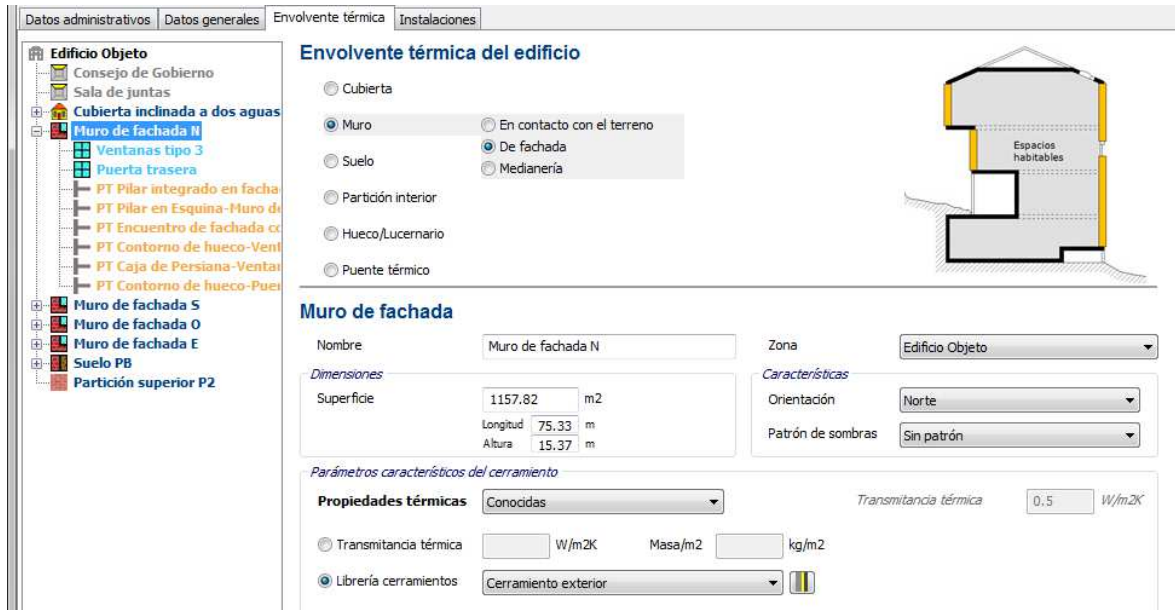 Datos administrativos Datos generales Envolvente térmica Instalaciones
Edificio Objeto
Consejo de Gobierno
Sala de juntas
Cubierta inclinada a dos aguas
Muro de fachada N
Ventanas tipo 3
Puerta trasera
PT Pilar integrado en facha
PT Pilar en Esquina-Muro de
PT Encuentro de fachada co
PT Contorno de hueco-Vent
PT Caja de Persiana-Ventan
PT Contorno de hueco-Puer
Muro de fachada S
Muro de fachada O
Muro de fachada E
Suelo PB
Partición superior P2
Envolvente térmica del edificio
Cubierta
Muro
En contacto con el terreno
De fachada
Medianería
Suelo
Partición interior
Hueco/Lucernario
Puente térmico
Espacios
habitables
Muro de fachada
Nombre Muro de fachada N Zona Edificio Objeto
Dimensiones
Superficie 1157.82 m2
Longitud 75.33 m
Altura 15.37 m
Características
Orientación Norte
Patrón de sombras Sin patrón
Parámetros característicos del cerramiento
Propiedades térmicas Conocidas Transmitancia térmica 0.5 W/m2K
Transmitancia térmica W/m2K Masa/m2 kg/m2
Librería cerramientos Cerramiento exterior